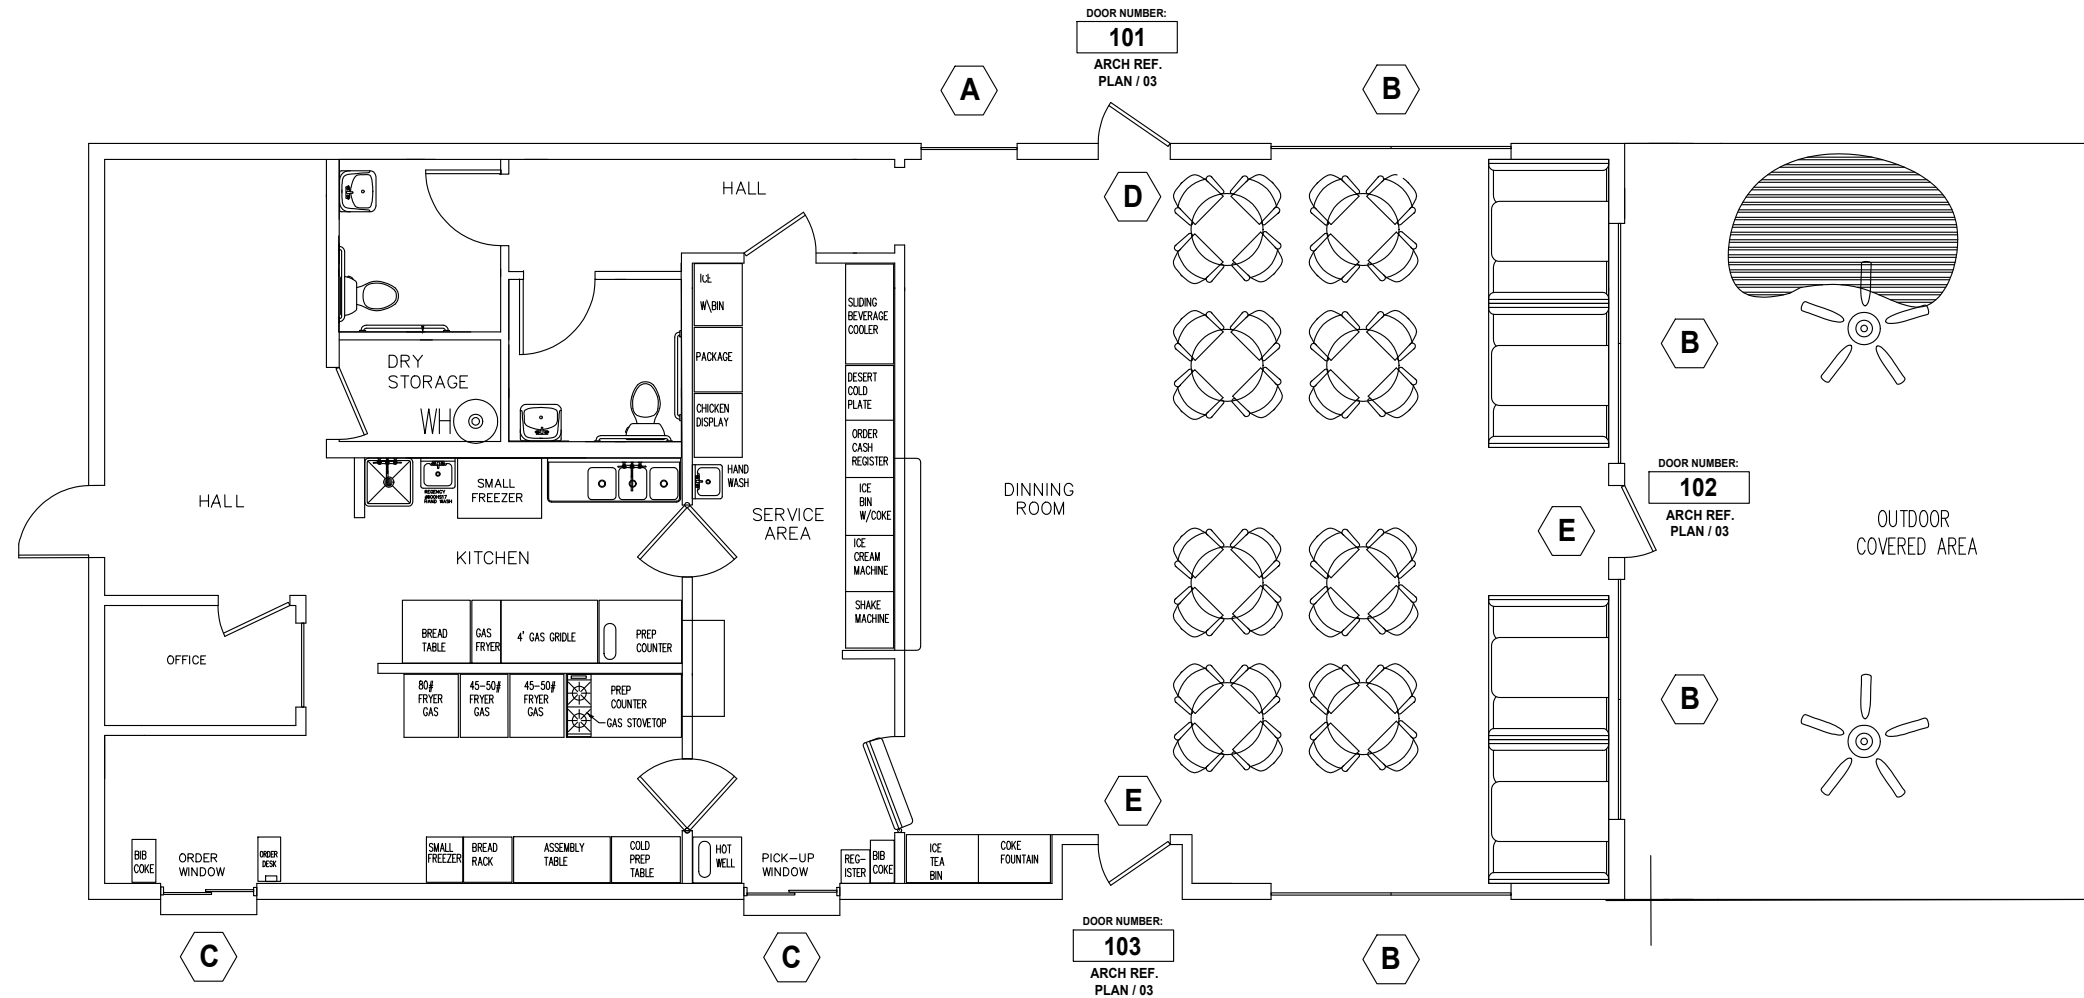 DOOR NUMBER:
101
ARCH REF.
PLAN / 03
A
B
HALL
D
ICE
W\BIN
SLIDING
BEVERAGE
COOLER
B
PACKAGE
DRY
STORAGE
DESERT
COLD
PLATE
WH
CHICKEN
DISPLAY
ORDER
CASH
REGISTER
HAND
WASH
DOOR NUMBER:
102
ARCH REF.
PLAN / 03
SMALL
FREEZER
REGENCY
#600HS17
HAND WASH
HALL
ICE
BIN
W/COKE
DINNING
ROOM
SERVICE
AREA
E
OUTDOOR
COVERED AREA
KITCHEN
ICE
CREAM
MACHINE
SHAKE
MACHINE
BREAD
TABLE
GAS
FRYER
4' GAS GRIDLE
PREP
COUNTER
OFFICE
80#
FRYER
GAS
45-50#
FRYER
GAS
45-50#
FRYER
GAS
PREP
COUNTER
GAS STOVETOP
B
E
BIB
COKE
ORDER
WINDOW
ORDER
DESK
SMALL
FREEZER
BREAD
RACK
ASSEMBLY
TABLE
COLD
PREP
TABLE
HOT
WELL
PICK-UP
WINDOW
REG-
ISTER
BIB
COKE
ICE
TEA
BIN
COKE
FOUNTAIN
C
C
DOOR NUMBER:
103
ARCH REF.
PLAN / 03
B